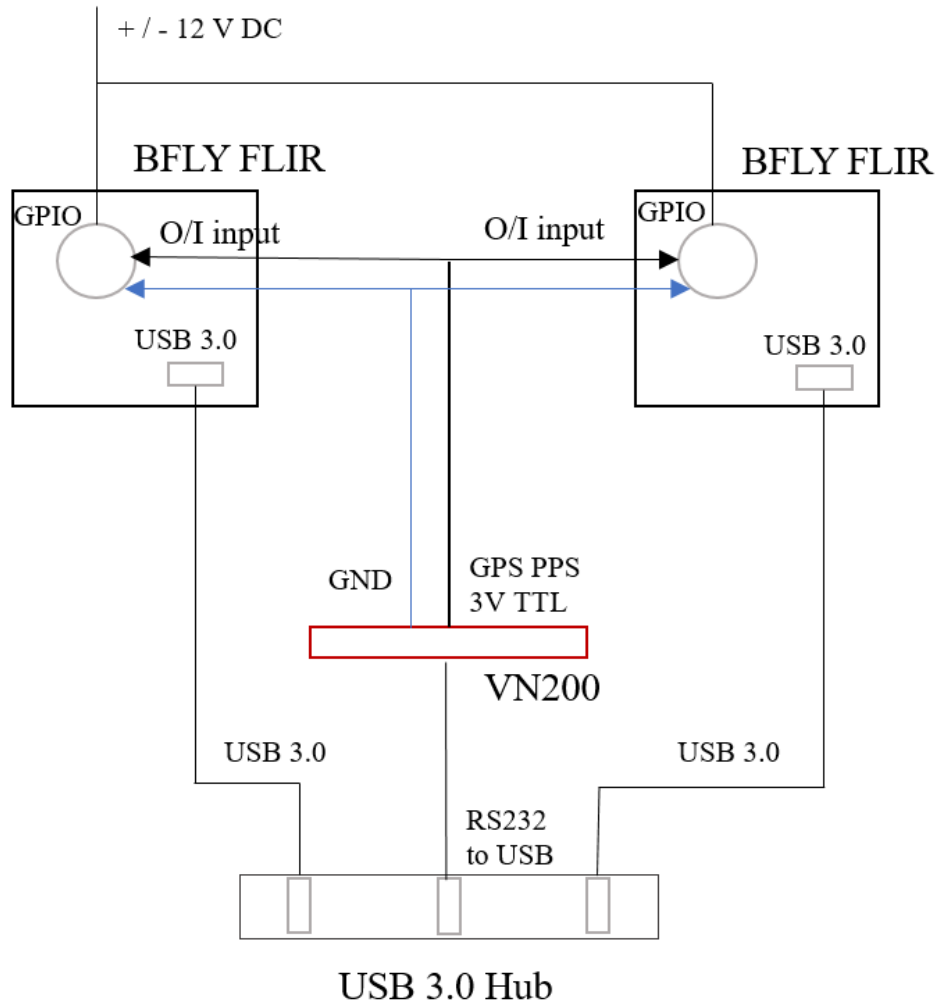 + / - 12 V DC
BFLY FLIR
BFLY FLIR
GPIO
GPIO
O/I input
O/I input
USB 3.0
USB 3.0
GND
GPS PPS
3V TTL
VN200
USB 3.0
USB 3.0
RS232
to USB
USB 3.0 Hub